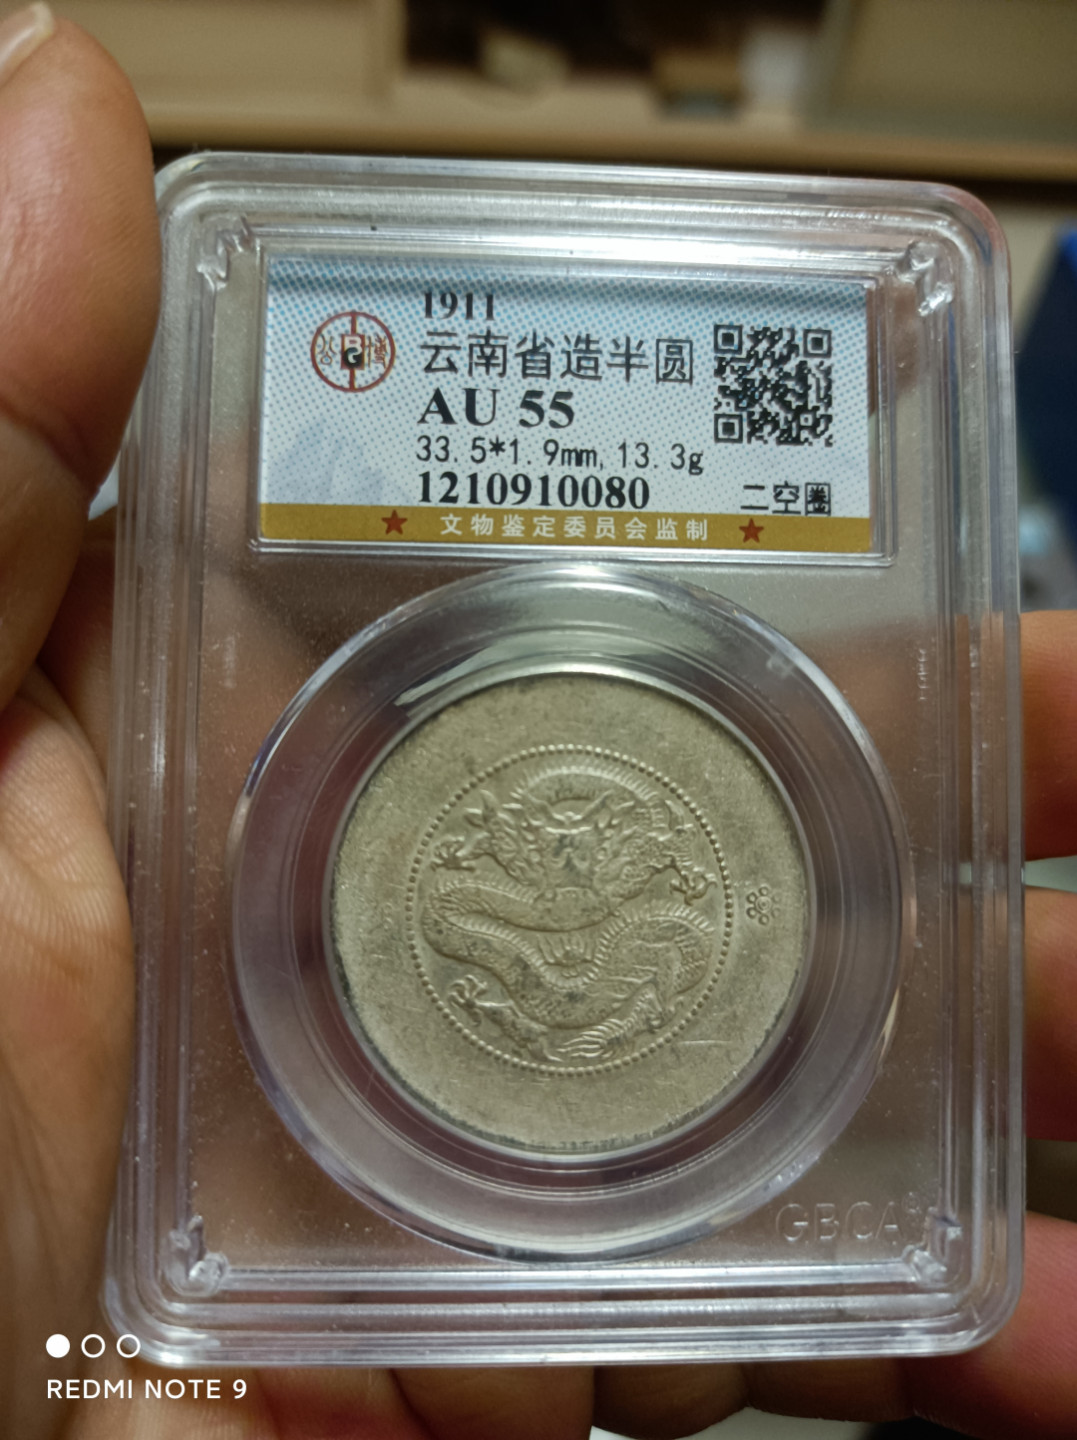 1911
云南省造半圆
AU 55
33.5*1.9mm,13.3g
1210910080 二空圈
文物鉴定委员会监制
GBCA
REDMI NOTE 9